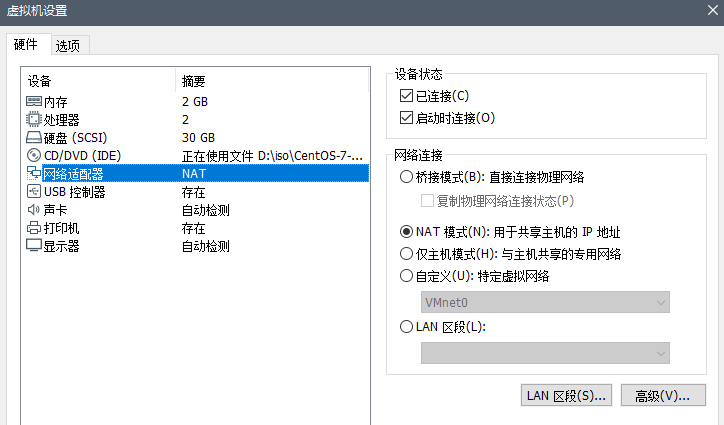 虚拟机设置
硬件 选项
设备 摘要
内存 2 GB
处理器 2
硬盘 (SCSI) 30 GB
CD/DVD (IDE) 正在使用文件 D:\iso\CentOS-7-...
网络适配器 NAT
USB 控制器 存在
声卡 自动检测
打印机 存在
显示器 自动检测
设备状态
已连接(C)
启动时连接(O)
网络连接
桥接模式(B): 直接连接物理网络
复制物理网络连接状态(P)
NAT 模式(N): 用于共享主机的 IP 地址
仅主机模式(H): 与主机共享的专用网络
自定义(U): 特定虚拟网络
VMnet0
LAN 区段(L):
LAN 区段(S)... 高级(V)...